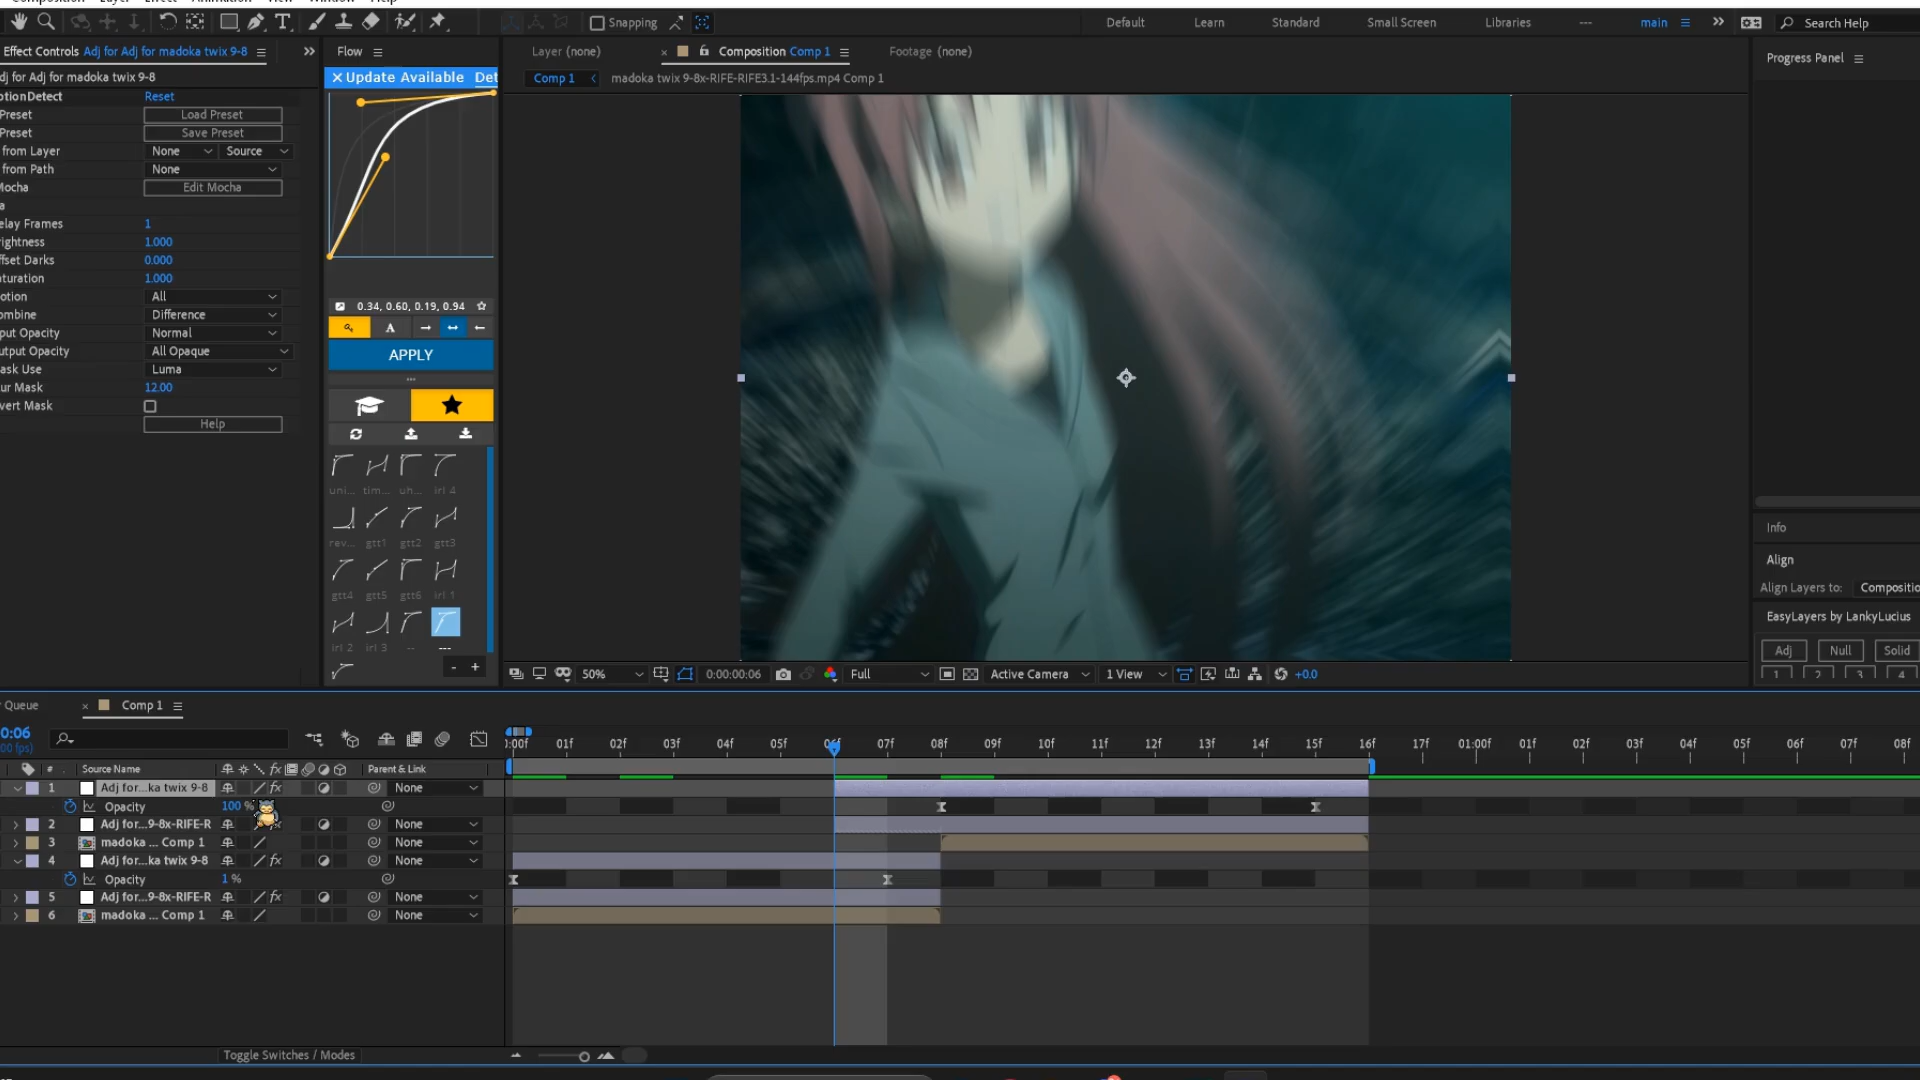 Composition Layer Effect Animation View Window Help
Snapping
Default
Learn
Standard
Small Screen
Libraries
main
Search Help
Effect Controls Adj for Adj for madoka twix 9-8
Flow
Layer (none)
Composition Comp 1
Footage (none)
Progress Panel
dj for Adj for madoka twix 9-8
Update Available Det
Comp 1
madoka twix 9-8x-RIFE-RIFE3.1-144fps.mp4 Comp 1
otionDetect Reset
Preset Load Preset
Preset Save Preset
from Layer None Source
from Path None
Mocha Edit Mocha
a
elay Frames 1
rightness 1.000
ffset Darks 0.000
turation 1.000
otion All
ombine Difference
put Opacity Normal
utput Opacity All Opaque
ask Use Luma
ur Mask 12.00
vert Mask
Help
0.34, 0.60, 0.19, 0.94
A
APPLY
uni... tim... uh... irl 4
rev... gtt1 gtt2 gtt3
gtt4 gtt5 gtt6 irl 1
irl 2 irl 3 -- ---
- +
50%
0:00:00:06
Full
Active Camera
1 View
+0.0
Info
Align
Align Layers to: Compositio
EasyLayers by LankyLucius
Adj Null Solid
1 2 3 4
Queue
Comp 1
0:06
00 fps)
:00f 01f 02f 03f 04f 05f 06f 07f 08f 09f 10f 11f 12f 13f 14f 15f 16f 01:00f 01f 02f 03f 04f 05f 06f 07f 08f
# Source Name fx Parent & Link
1 Adj for...ka twix 9-8 fx None
Opacity 100 %
2 Adj for...9-8x-RIFE-R None
3 madoka ... Comp 1 None
4 Adj for...ka twix 9-8 fx None
Opacity 1 %
5 Adj for...9-8x-RIFE-R fx None
6 madoka ... Comp 1 None
Toggle Switches / Modes